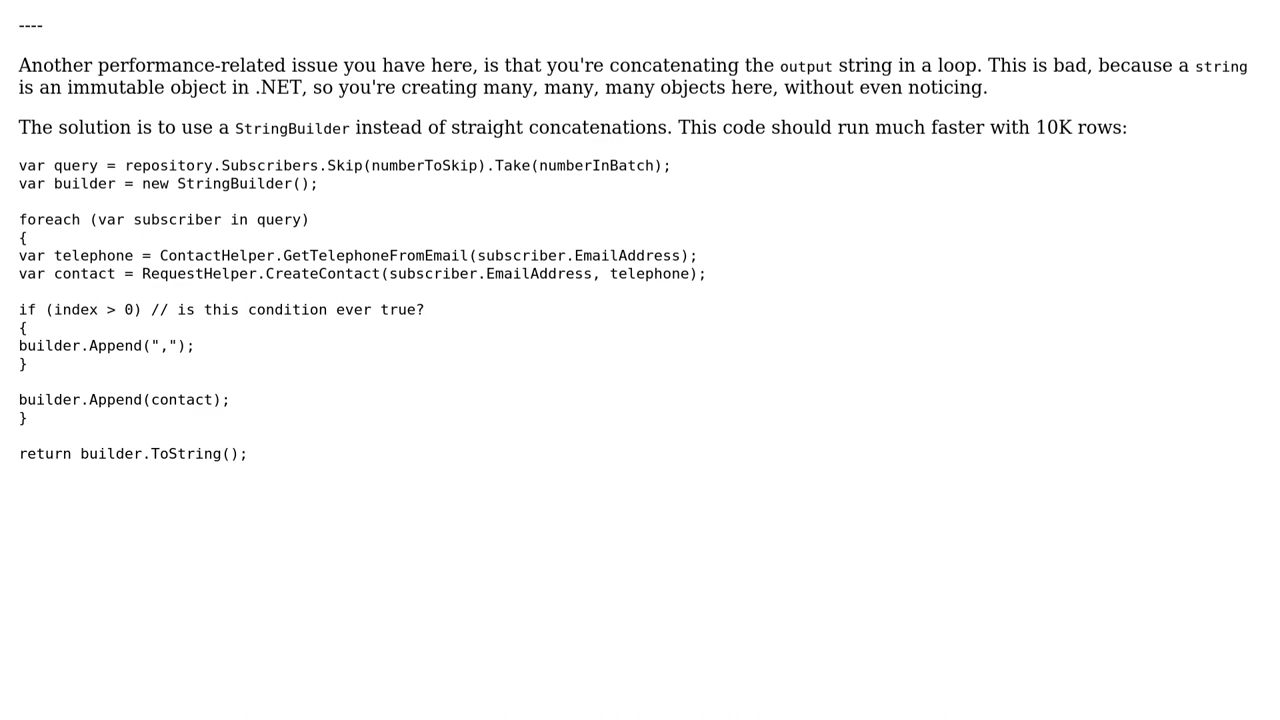 ----
Another performance-related issue you have here, is that you're concatenating the output string in a loop. This is bad, because a string
is an immutable object in .NET, so you're creating many, many, many objects here, without even noticing.
The solution is to use a StringBuilder instead of straight concatenations. This code should run much faster with 10K rows:
var query = repository.Subscribers.Skip(numberToSkip).Take(numberInBatch);
var builder = new StringBuilder();
foreach (var subscriber in query)
{
var telephone = ContactHelper.GetTelephoneFromEmail(subscriber.EmailAddress);
var contact = RequestHelper.CreateContact(subscriber.EmailAddress, telephone);
if (index > 0) // is this condition ever true?
{
builder.Append(",");
}
builder.Append(contact);
}
return builder.ToString();